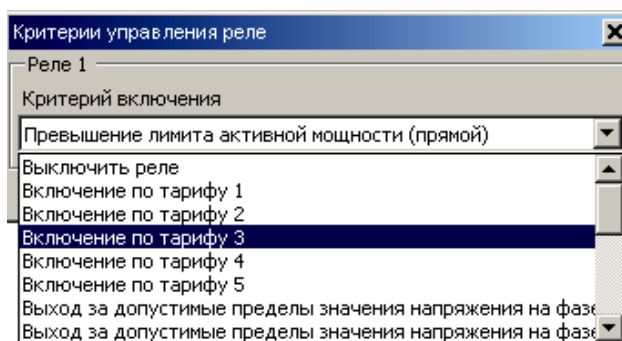 Критерии управления реле
Реле 1
Критерий включения
Превышение лимита активной мощности (прямой)
Выключить реле
Включение по тарифу 1
Включение по тарифу 2
Включение по тарифу 3
Включение по тарифу 4
Включение по тарифу 5
Выход за допустимые пределы значения напряжения на фазе
Выход за допустимые пределы значения напряжения на фазе